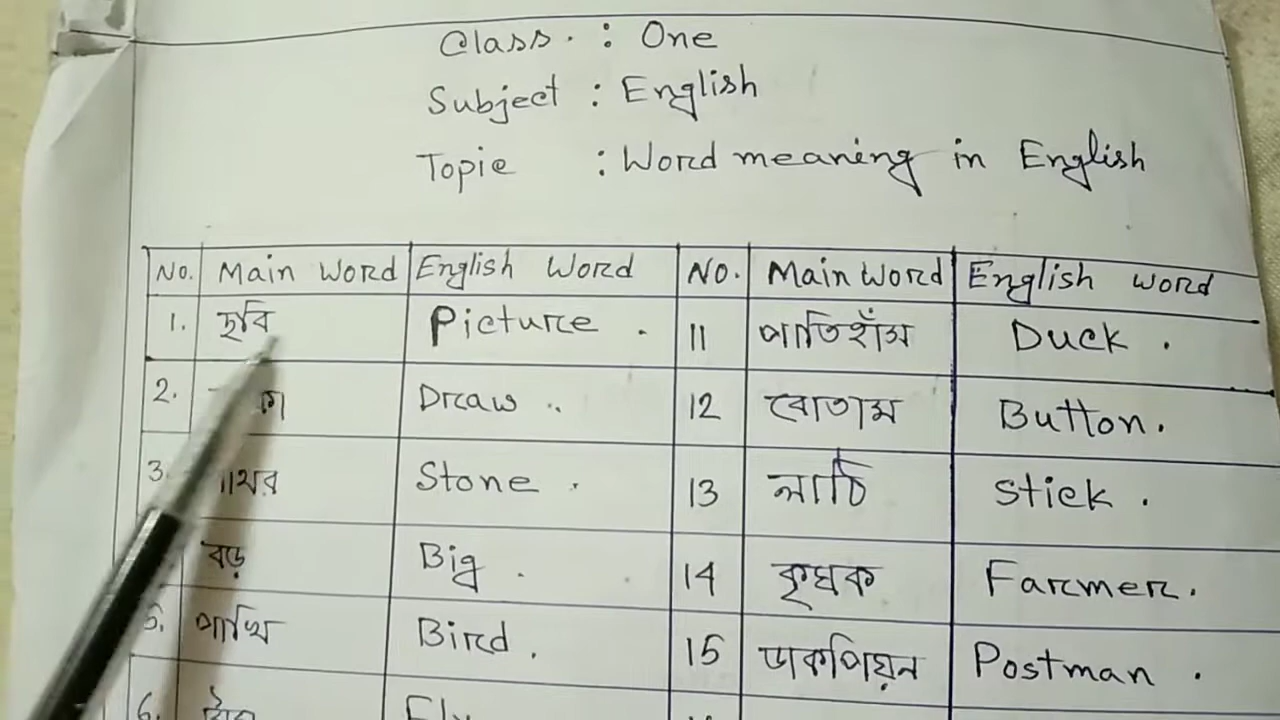 Class : One
Subject : English
Topic : Word meaning in English
No. Main Word English Word No. Main Word English Word
1. ছবি Picture . 11 পাতিহাঁস Duck .
2. Draw .. 12 বোতাম Button.
3. Stone . 13 লাঠি Stick .
বড় Big . 14 কৃষক Farmer.
5. পাখি Bird . 15 ডাকপিয়ন Postman .
6.